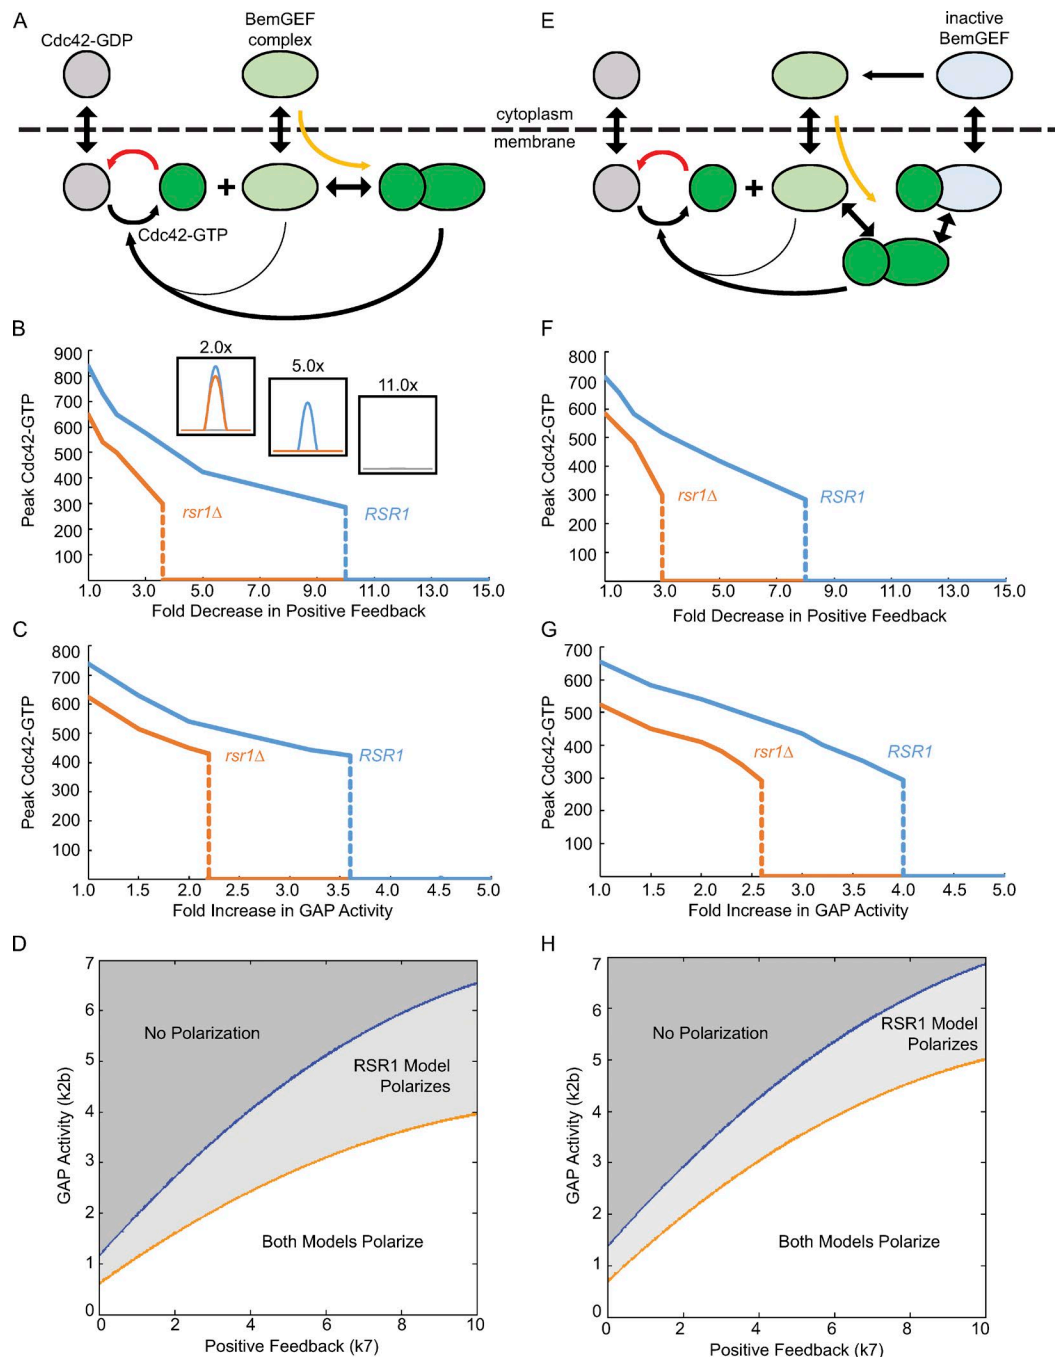 A
BemGEF
complex
Cdc42-GDP
cytoplasm
membrane
+
Cdc42-GTP
E
inactive
BemGEF
+
B
900
800
700
600
500
400
300
200
100
Peak Cdc42-GTP
2.0x
5.0x
11.0x
rsr1Δ
RSR1
1.0 3.0 5.0 7.0 9.0 11.0 13.0 15.0
Fold Decrease in Positive Feedback
F
800
700
600
500
400
300
200
100
Peak Cdc42-GTP
rsr1Δ
RSR1
1.0 3.0 5.0 7.0 9.0 11.0 13.0 15.0
Fold Decrease in Positive Feedback
C
800
700
600
500
400
300
200
100
Peak Cdc42-GTP
rsr1Δ
RSR1
1.0 1.5 2.0 2.5 3.0 3.5 4.0 4.5 5.0
Fold Increase in GAP Activity
G
700
600
500
400
300
200
100
Peak Cdc42-GTP
rsr1Δ
RSR1
1.0 1.5 2.0 2.5 3.0 3.5 4.0 4.5 5.0
Fold Increase in GAP Activity
D
7
6
5
4
3
2
1
0
GAP Activity (k2b)
No Polarization
RSR1 Model
Polarizes
Both Models Polarize
0 2 4 6 8 10
Positive Feedback (k7)
H
7
6
5
4
3
2
1
0
GAP Activity (k2b)
No Polarization
RSR1 Model
Polarizes
Both Models Polarize
0 2 4 6 8 10
Positive Feedback (k7)